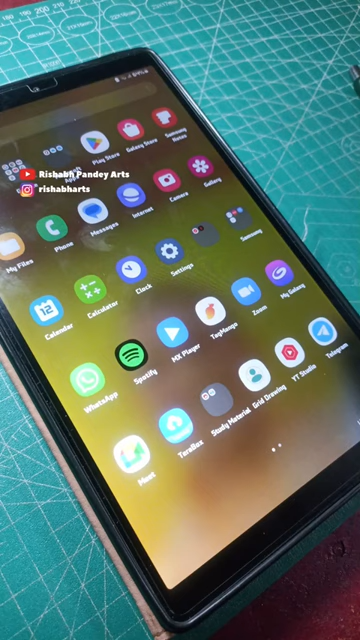 Rishabh Pandey Arts
rishabharts
Play Store
Galaxy Store
Samsung Notes
My Files
Phone
Messages
Internet
Camera
Gallery
Calendar
Calculator
Clock
Settings
Samsung
WhatsApp
Spotify
MX Player
TagMango
Zoom
My Galaxy
Meet
TeraBox
Study Material
Grid Drawing
YT Studio
Telegram